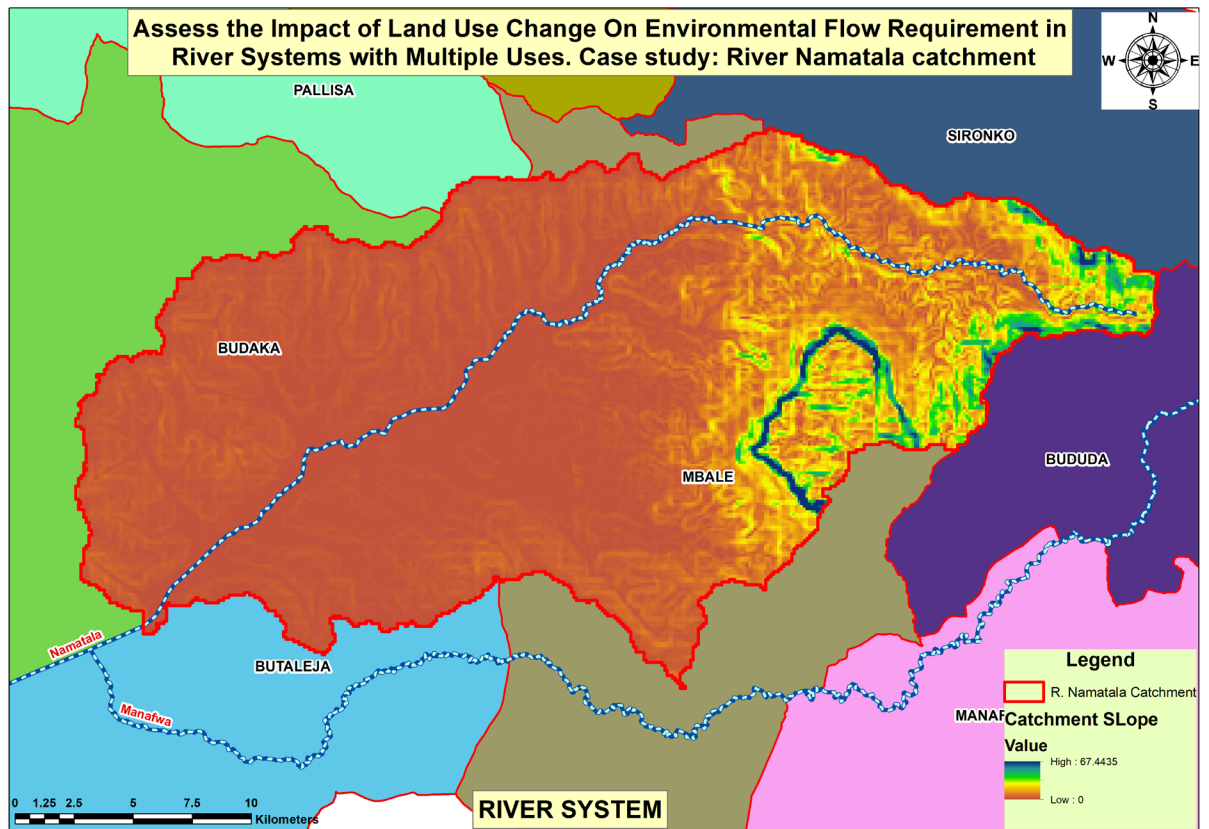 Assess the Impact of Land Use Change On Environmental Flow Requirement in
River Systems with Multiple Uses. Case study: River Namatala catchment
N
W E
S
PALLISA
SIRONKO
BUDAKA
MBALE
BUDUDA
Namatala
BUTALEJA
Manafwa
MANAF
Legend
R. Namatala Catchment
Catchment SLope
Value
High : 67.4435
Low : 0
0 1.25 2.5 5 7.5 10
Kilometers
RIVER SYSTEM